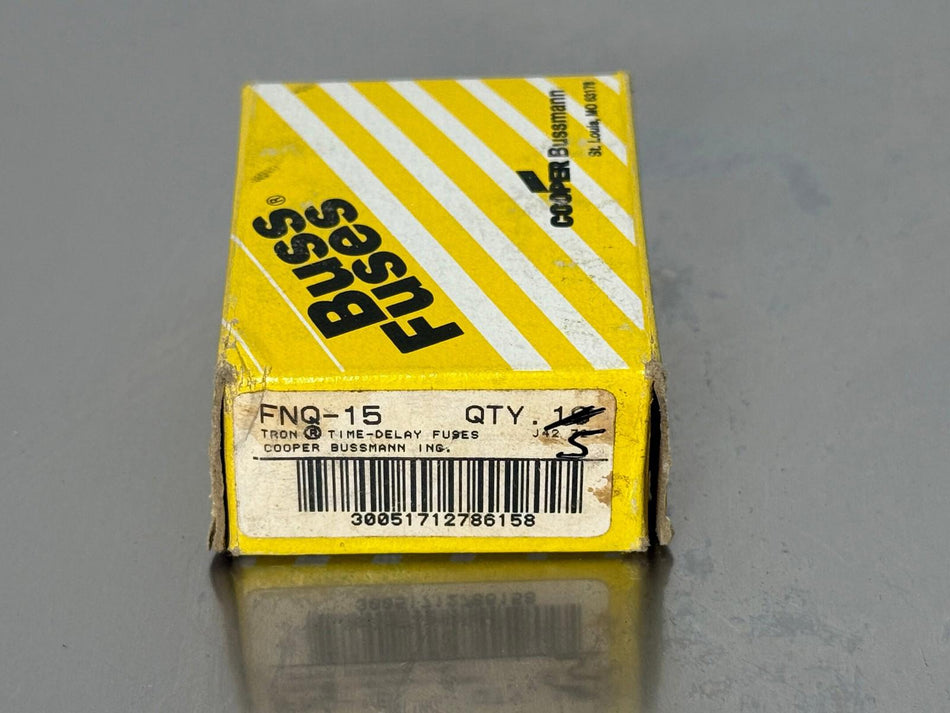 Buss®
Fuses
COOPER Bussmann
St. Louis, MO 63178
FNQ-15 QTY. 10
5
TRON ® TIME-DELAY FUSES
COOPER BUSSMANN INC.
30051712786158